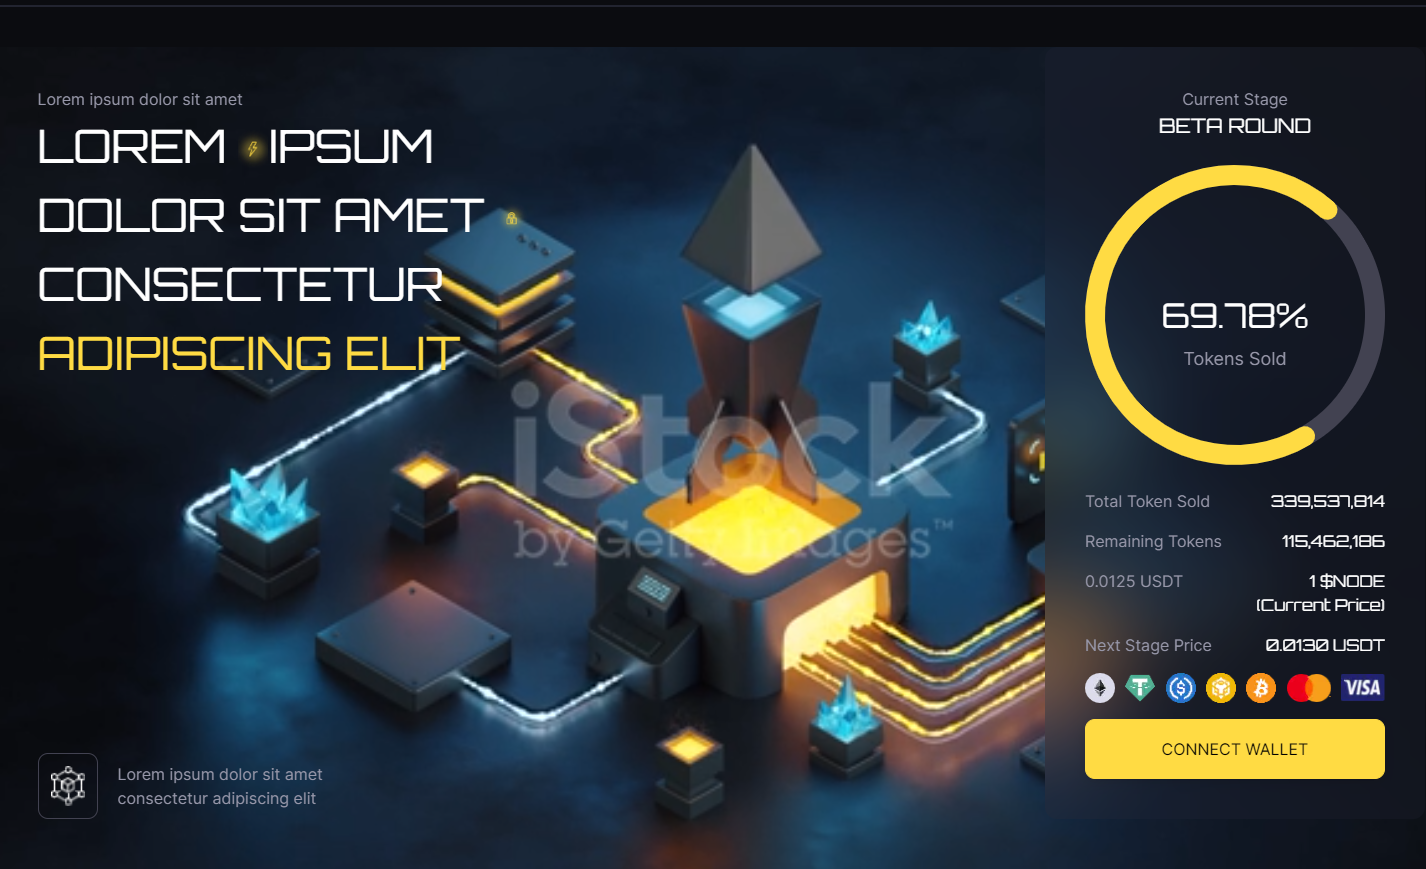 Lorem ipsum dolor sit amet
LOREM IPSUM
DOLOR SIT AMET
CONSECTETUR
ADIPISCING ELIT
iStock
by Getty Images™
Lorem ipsum dolor sit amet
consectetur adipiscing elit
Current Stage
BETA ROUND
69.78%
Tokens Sold
Total Token Sold 339,537,814
Remaining Tokens 115,462,186
0.0125 USDT 1 $NODE
(Current Price)
Next Stage Price 0.0130 USDT
VISA
CONNECT WALLET